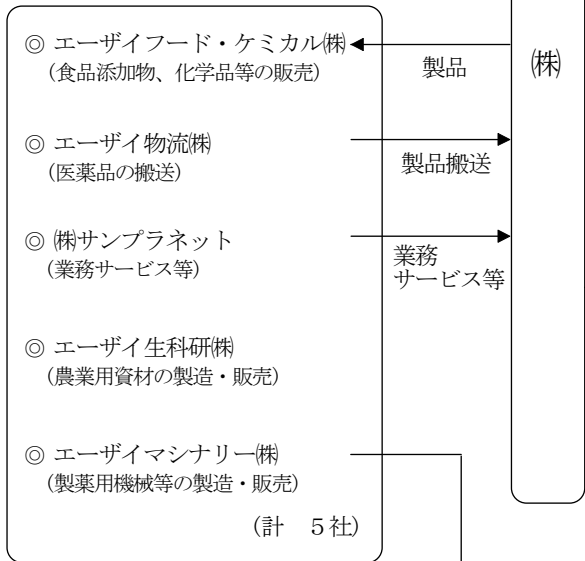 ◎ エーザイフード・ケミカル㈱
(食品添加物、化学品等の販売)
製品
㈱
◎ エーザイ物流㈱
(医薬品の搬送)
製品搬送
◎ ㈱サンプラネット
(業務サービス等)
業務
サービス等
◎ エーザイ生科研㈱
(農業用資材の製造・販売)
◎ エーザイマシナリー㈱
(製薬用機械等の製造・販売)
(計 5社)